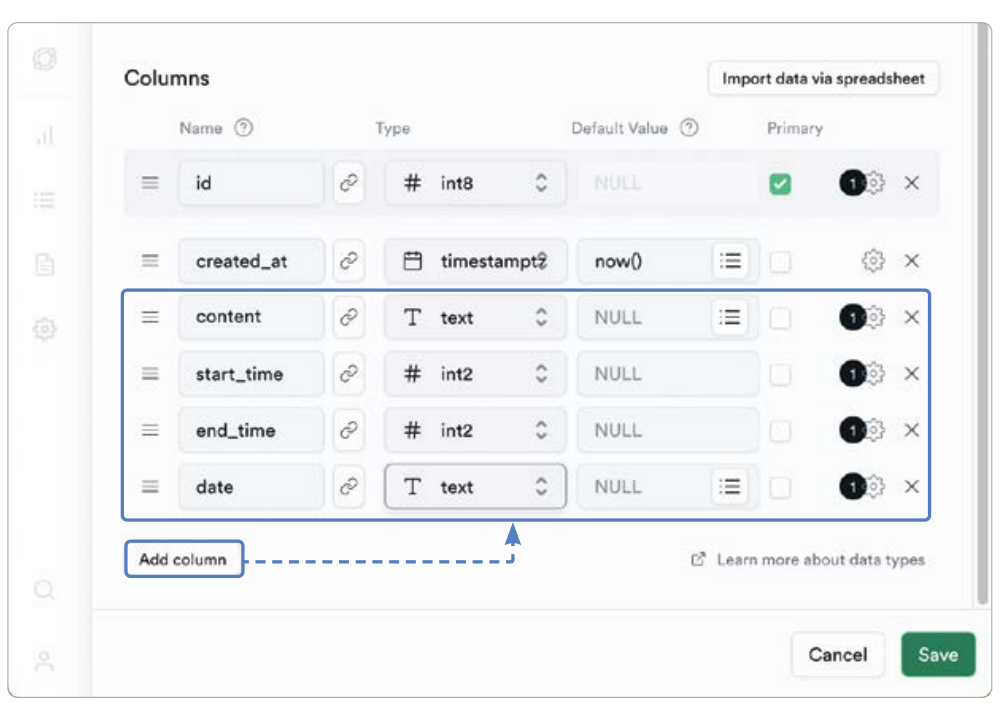 Columns
Import data via spreadsheet
Name Type Default Value Primary
id # int8 NULL 1
created_at timestamptz now()
content T text NULL 1
start_time # int2 NULL 1
end_time # int2 NULL 1
date T text NULL 1
Add column Learn more about data types
Cancel Save